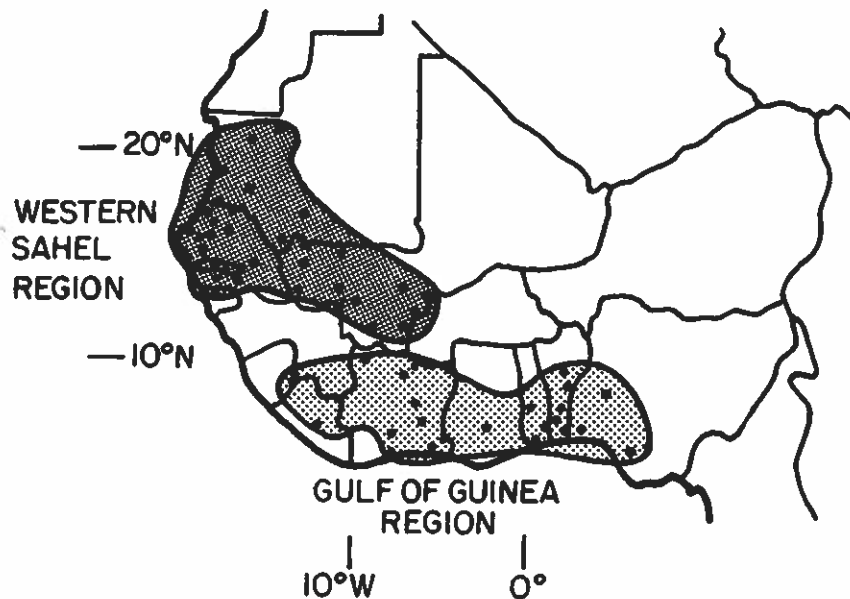 20°N
WESTERN
SAHEL
REGION
10°N
GULF OF GUINEA
REGION
10°W
0°